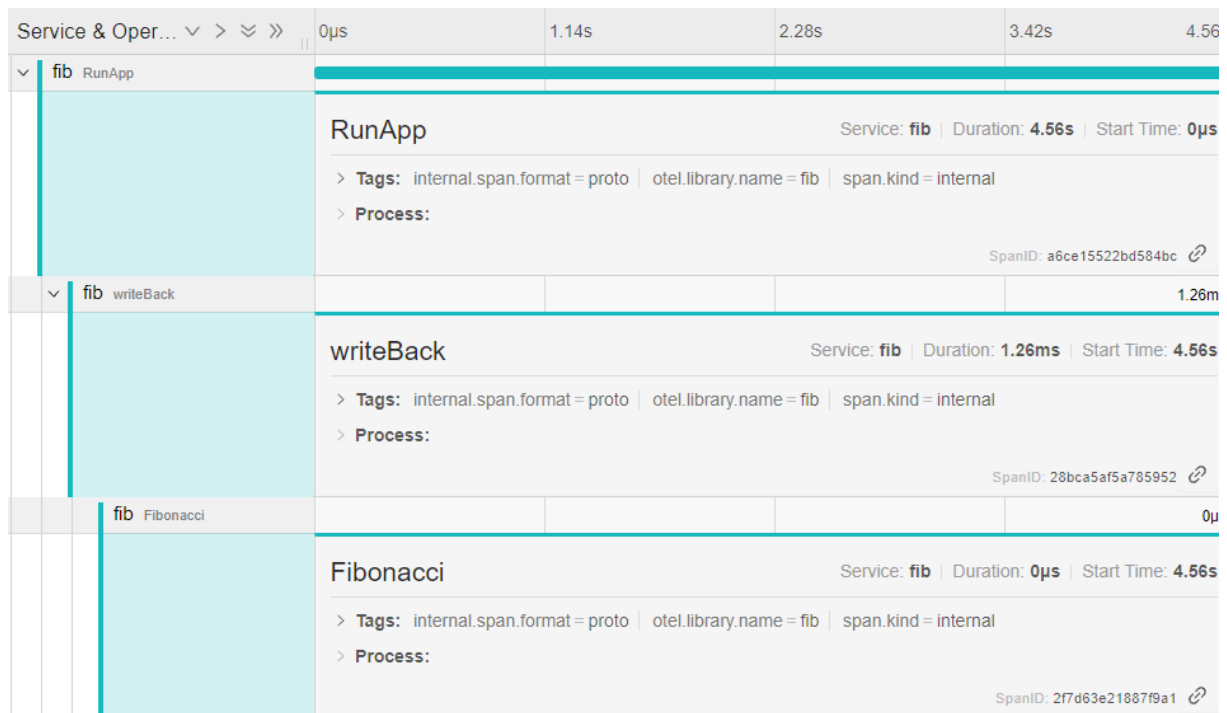 Service & Oper... 0μs 1.14s 2.28s 3.42s 4.56
fib RunApp
RunApp Service: fib Duration: 4.56s Start Time: 0μs
Tags: internal.span.format = proto otel.library.name = fib span.kind = internal
Process:
SpanID: a6ce15522bd584bc
fib writeBack 1.26m
writeBack Service: fib Duration: 1.26ms Start Time: 4.56s
Tags: internal.span.format = proto otel.library.name = fib span.kind = internal
Process:
SpanID: 28bca5af5a785952
fib Fibonacci 0μ
Fibonacci Service: fib Duration: 0μs Start Time: 4.56s
Tags: internal.span.format = proto otel.library.name = fib span.kind = internal
Process:
SpanID: 2f7d63e21887f9a1